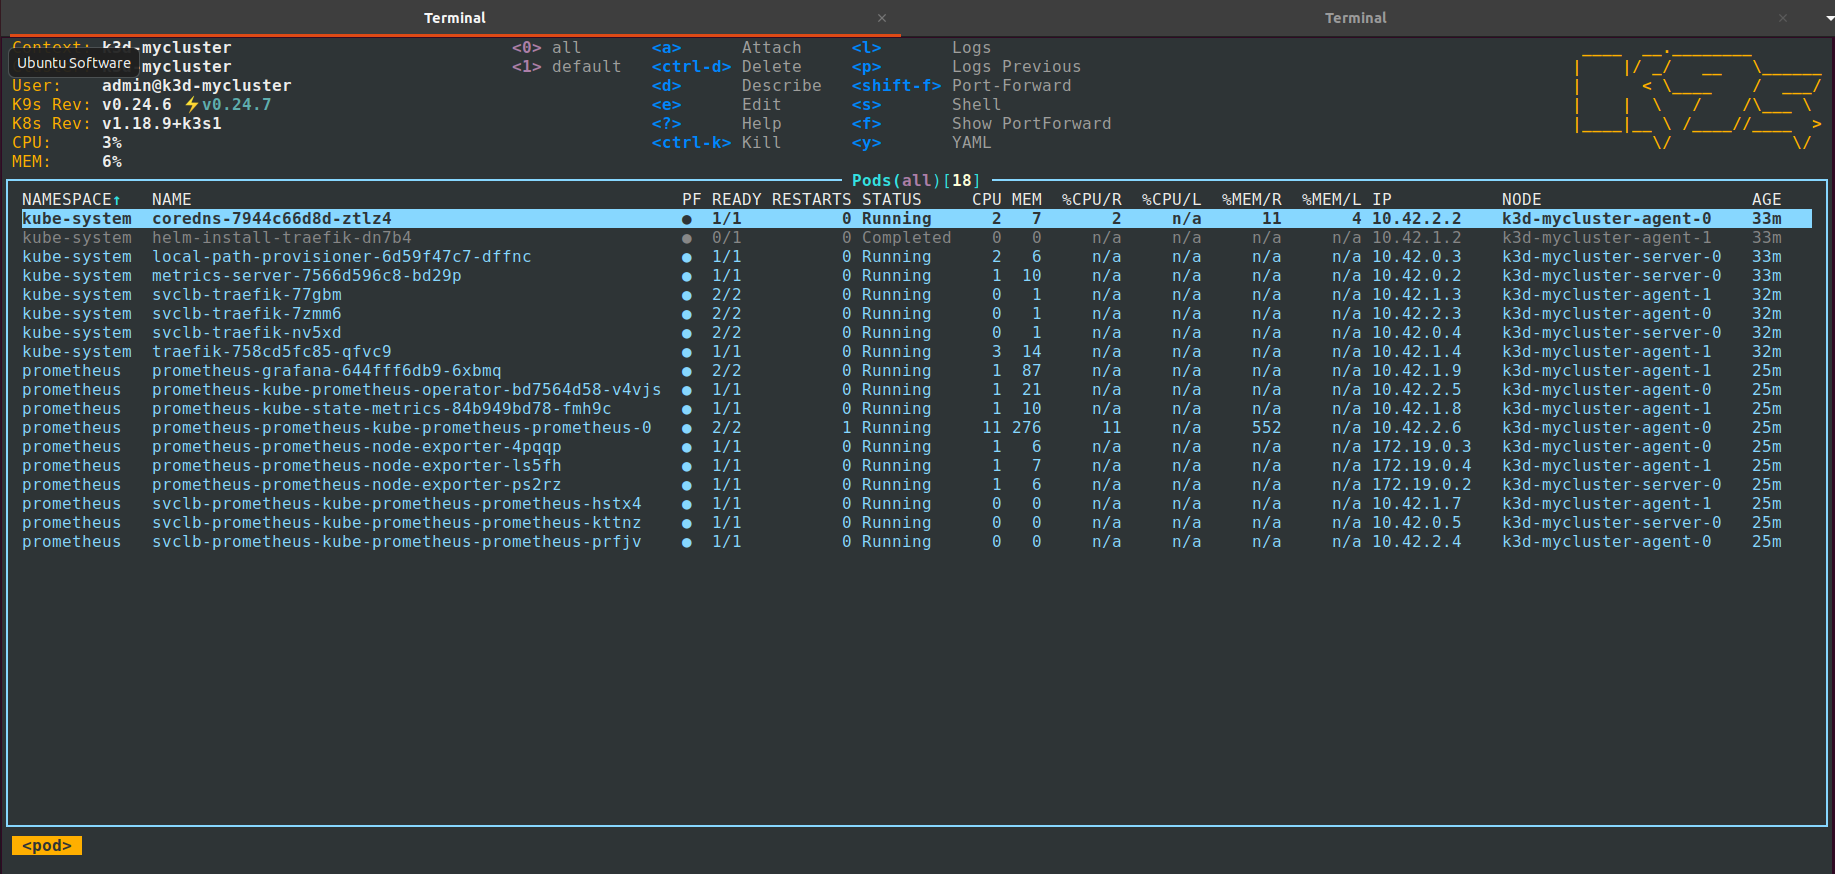 Terminal × Terminal ×
Context: k3d-mycluster <0> all <a> Attach <l> Logs
Ubuntu Software -mycluster <1> default <ctrl-d> Delete <p> Logs Previous
User: admin@k3d-mycluster <d> Describe <shift-f> Port-Forward
K9s Rev: v0.24.6 ⚡v0.24.7 <e> Edit <s> Shell
K8s Rev: v1.18.9+k3s1 <?> Help <f> Show PortForward
CPU: 3% <ctrl-k> Kill <y> YAML
MEM: 6%
Pods(all)[18]
NAMESPACE↑ NAME PF READY RESTARTS STATUS CPU MEM %CPU/R %CPU/L %MEM/R %MEM/L IP NODE AGE
kube-system coredns-7944c66d8d-ztlz4 ● 1/1 0 Running 2 7 2 n/a 11 4 10.42.2.2 k3d-mycluster-agent-0 33m
kube-system helm-install-traefik-dn7b4 ● 0/1 0 Completed 0 0 n/a n/a n/a n/a 10.42.1.2 k3d-mycluster-agent-1 33m
kube-system local-path-provisioner-6d59f47c7-dffnc ● 1/1 0 Running 2 6 n/a n/a n/a n/a 10.42.0.3 k3d-mycluster-server-0 33m
kube-system metrics-server-7566d596c8-bd29p ● 1/1 0 Running 1 10 n/a n/a n/a n/a 10.42.0.2 k3d-mycluster-server-0 33m
kube-system svclb-traefik-77gbm ● 2/2 0 Running 0 1 n/a n/a n/a n/a 10.42.1.3 k3d-mycluster-agent-1 32m
kube-system svclb-traefik-7zmm6 ● 2/2 0 Running 0 1 n/a n/a n/a n/a 10.42.2.3 k3d-mycluster-agent-0 32m
kube-system svclb-traefik-nv5xd ● 2/2 0 Running 0 1 n/a n/a n/a n/a 10.42.0.4 k3d-mycluster-server-0 32m
kube-system traefik-758cd5fc85-qfvc9 ● 1/1 0 Running 3 14 n/a n/a n/a n/a 10.42.1.4 k3d-mycluster-agent-1 32m
prometheus prometheus-grafana-644fff6db9-6xbmq ● 2/2 0 Running 1 87 n/a n/a n/a n/a 10.42.1.9 k3d-mycluster-agent-1 25m
prometheus prometheus-kube-prometheus-operator-bd7564d58-v4vjs ● 1/1 0 Running 1 21 n/a n/a n/a n/a 10.42.2.5 k3d-mycluster-agent-0 25m
prometheus prometheus-kube-state-metrics-84b949bd78-fmh9c ● 1/1 0 Running 1 10 n/a n/a n/a n/a 10.42.1.8 k3d-mycluster-agent-1 25m
prometheus prometheus-prometheus-kube-prometheus-prometheus-0 ● 2/2 1 Running 11 276 11 n/a 552 n/a 10.42.2.6 k3d-mycluster-agent-0 25m
prometheus prometheus-prometheus-node-exporter-4pqqp ● 1/1 0 Running 1 6 n/a n/a n/a n/a 172.19.0.3 k3d-mycluster-agent-0 25m
prometheus prometheus-prometheus-node-exporter-ls5fh ● 1/1 0 Running 1 7 n/a n/a n/a n/a 172.19.0.4 k3d-mycluster-agent-1 25m
prometheus prometheus-prometheus-node-exporter-ps2rz ● 1/1 0 Running 1 6 n/a n/a n/a n/a 172.19.0.2 k3d-mycluster-server-0 25m
prometheus svclb-prometheus-kube-prometheus-prometheus-hstx4 ● 1/1 0 Running 0 0 n/a n/a n/a n/a 10.42.1.7 k3d-mycluster-agent-1 25m
prometheus svclb-prometheus-kube-prometheus-prometheus-kttnz ● 1/1 0 Running 0 0 n/a n/a n/a n/a 10.42.0.5 k3d-mycluster-server-0 25m
prometheus svclb-prometheus-kube-prometheus-prometheus-prfjv ● 1/1 0 Running 0 0 n/a n/a n/a n/a 10.42.2.4 k3d-mycluster-agent-0 25m
<pod>